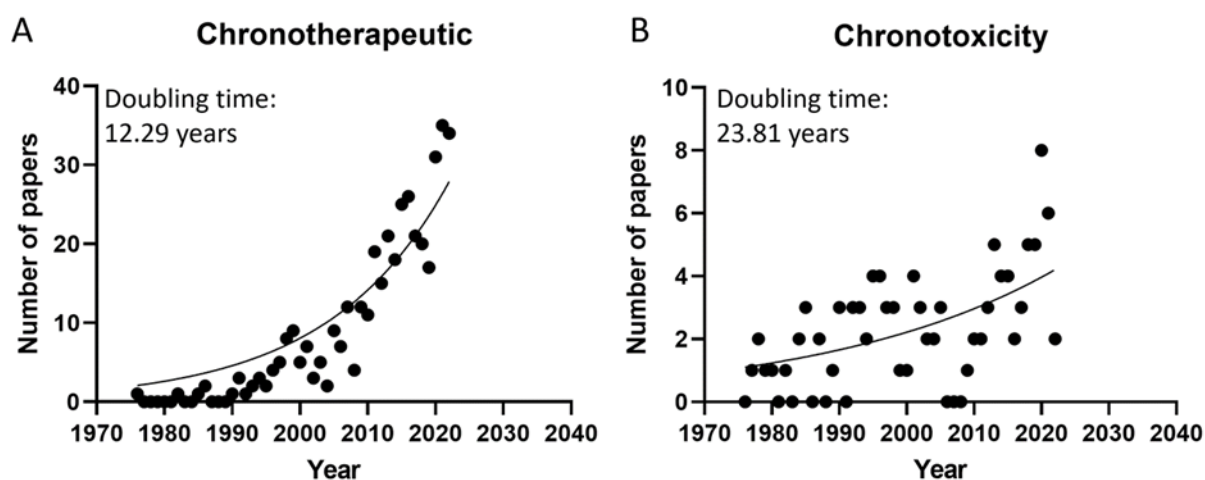 A
Chronotherapeutic
Number of papers
40
30
20
10
0
Doubling time:
12.29 years
1970 1980 1990 2000 2010 2020 2030 2040
Year
B
Chronotoxicity
Number of papers
10
8
6
4
2
0
Doubling time:
23.81 years
1970 1980 1990 2000 2010 2020 2030 2040
Year